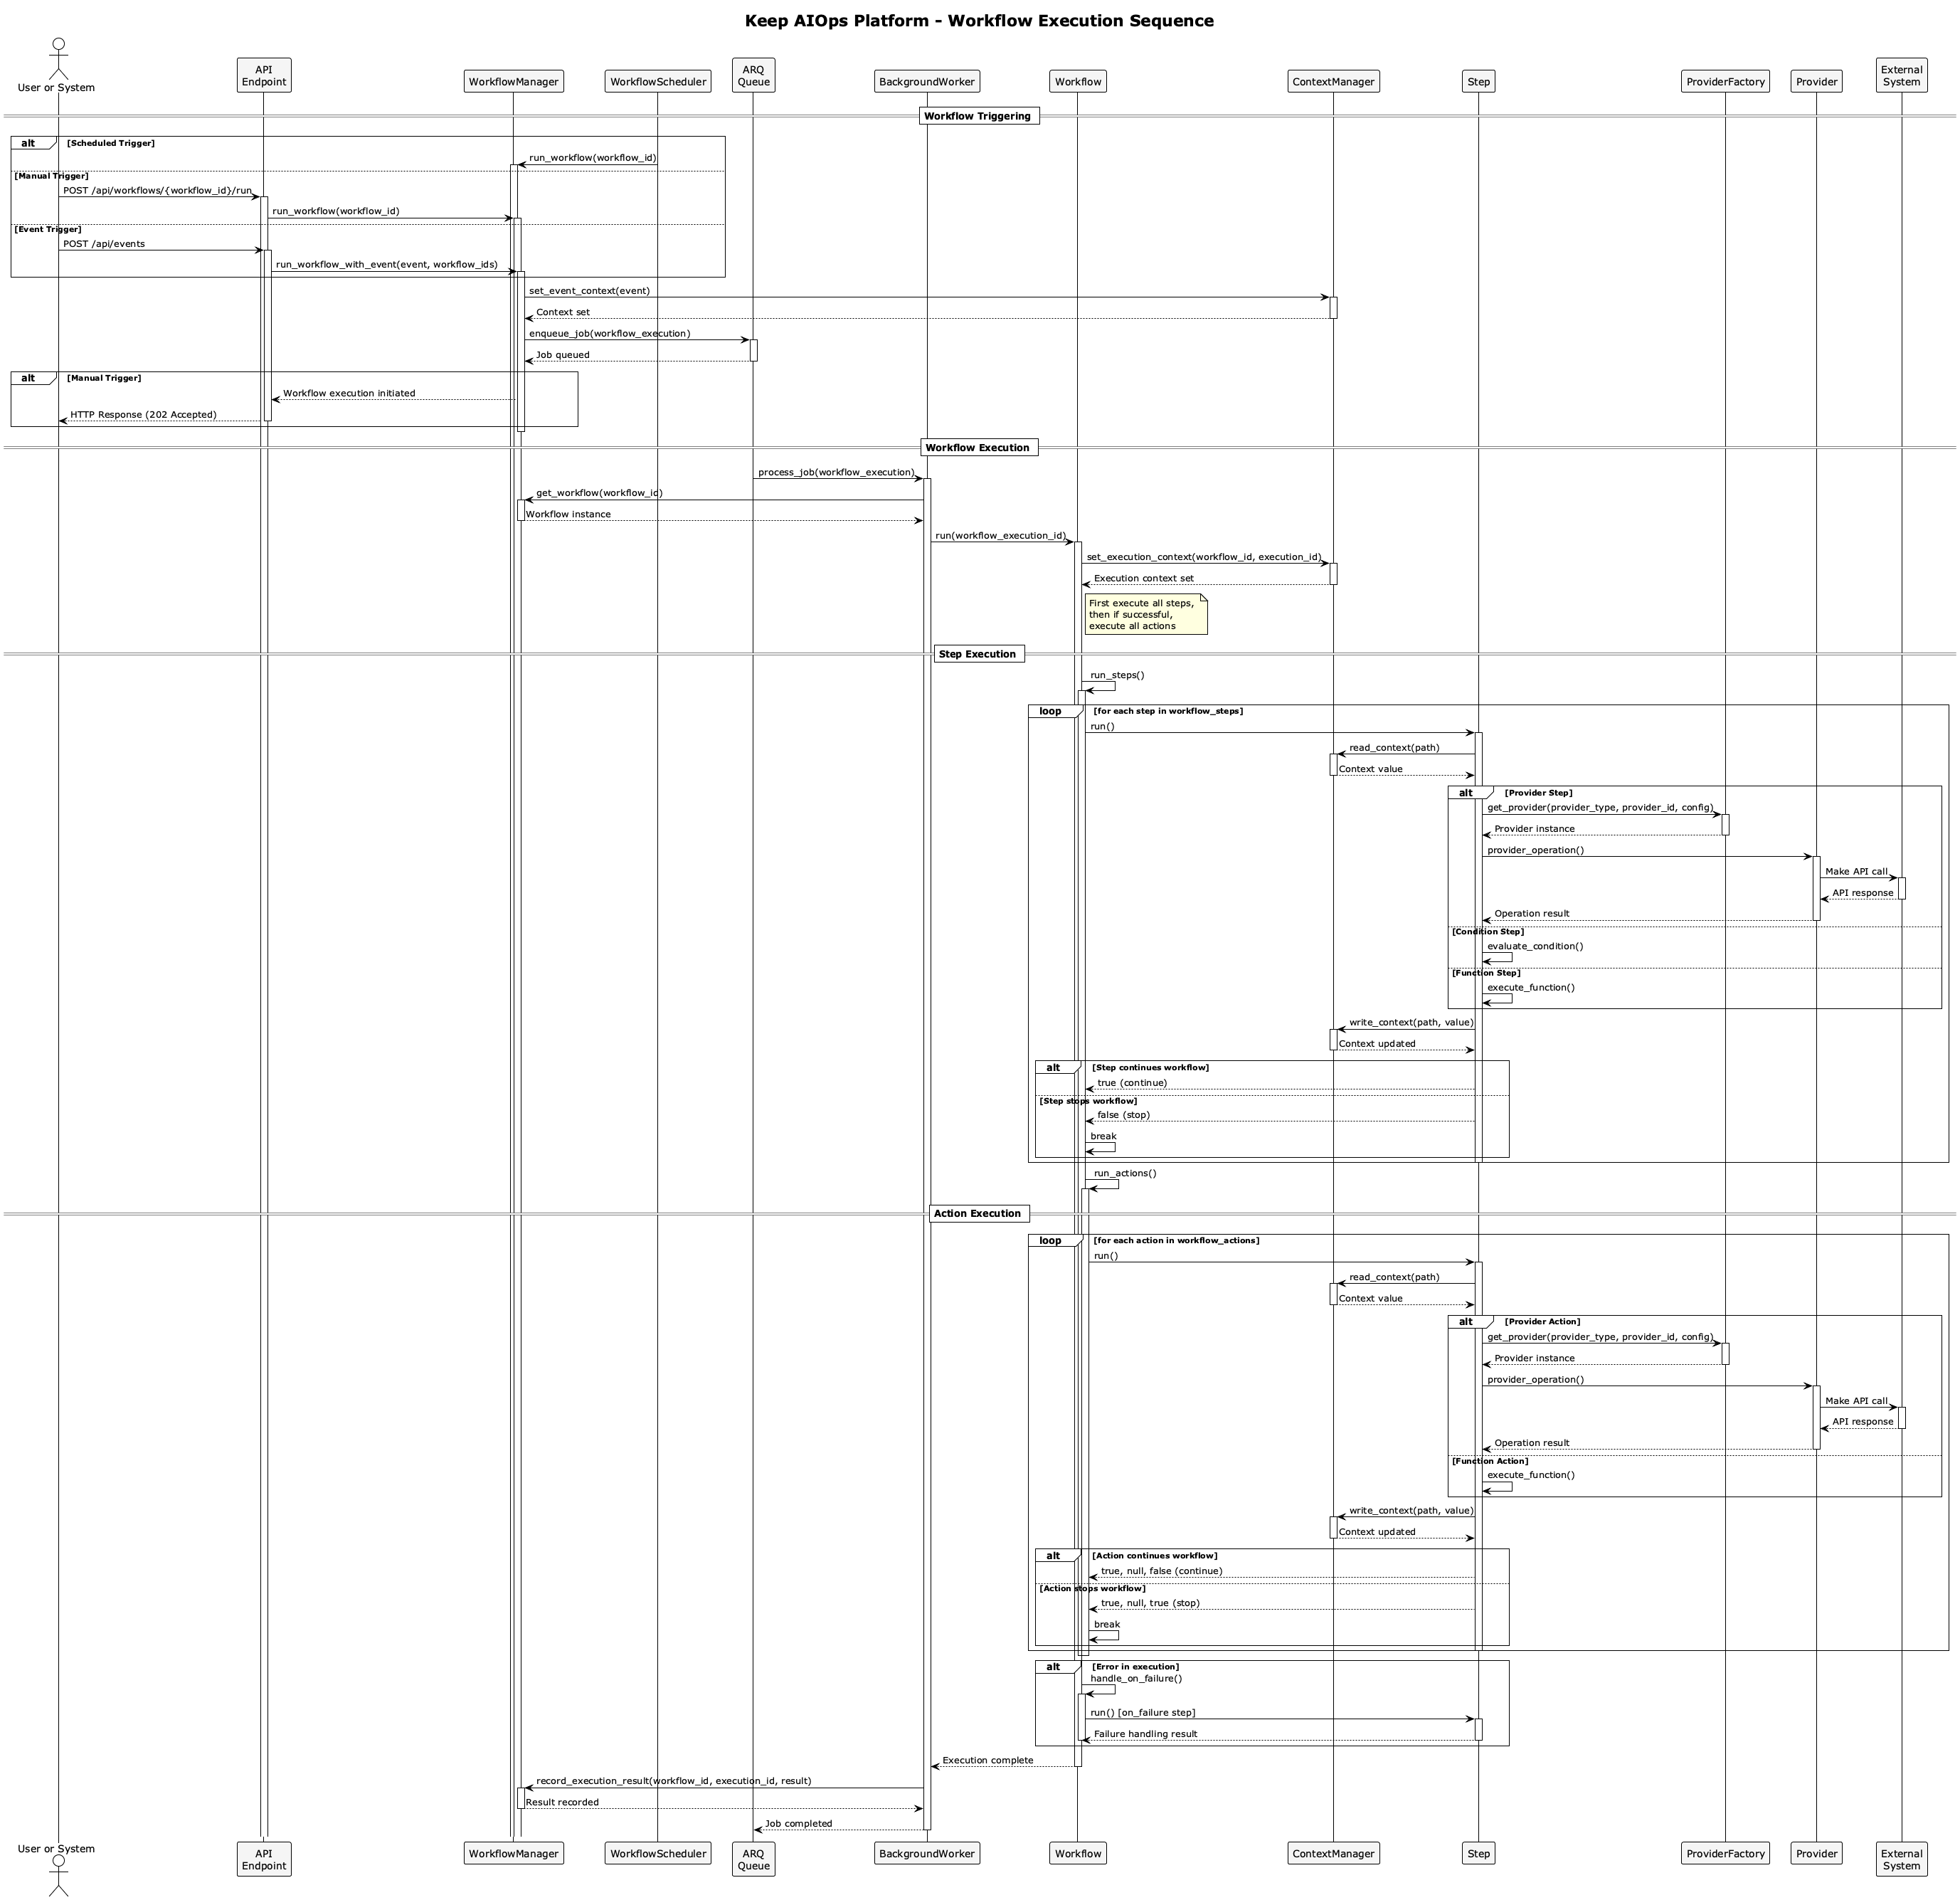 Keep AIOps Platform - Workflow Execution Sequence
User or System
API
Endpoint
WorkflowManager
WorkflowScheduler
ARQ
Queue
BackgroundWorker
Workflow
ContextManager
Step
ProviderFactory
Provider
External
System
Workflow Triggering
alt [Scheduled Trigger]
run_workflow(workflow_id)
[Manual Trigger]
POST /api/workflows/{workflow_id}/run
run_workflow(workflow_id)
[Event Trigger]
POST /api/events
run_workflow_with_event(event, workflow_ids)
set_event_context(event)
Context set
enqueue_job(workflow_execution)
Job queued
alt [Manual Trigger]
Workflow execution initiated
HTTP Response (202 Accepted)
Workflow Execution
process_job(workflow_execution)
get_workflow(workflow_id)
Workflow instance
run(workflow_execution_id)
set_execution_context(workflow_id, execution_id)
Execution context set
First execute all steps,
then if successful,
execute all actions
Step Execution
run_steps()
loop [for each step in workflow_steps]
run()
read_context(path)
Context value
alt [Provider Step]
get_provider(provider_type, provider_id, config)
Provider instance
provider_operation()
Make API call
API response
Operation result
[Condition Step]
evaluate_condition()
[Function Step]
execute_function()
write_context(path, value)
Context updated
alt [Step continues workflow]
true (continue)
[Step stops workflow]
false (stop)
break
run_actions()
Action Execution
loop [for each action in workflow_actions]
run()
read_context(path)
Context value
alt [Provider Action]
get_provider(provider_type, provider_id, config)
Provider instance
provider_operation()
Make API call
API response
Operation result
[Function Action]
execute_function()
write_context(path, value)
Context updated
alt [Action continues workflow]
true, null, false (continue)
[Action stops workflow]
true, null, true (stop)
break
alt [Error in execution]
handle_on_failure()
run() [on_failure step]
Failure handling result
Execution complete
record_execution_result(workflow_id, execution_id, result)
Result recorded
Job completed
User or System
API
Endpoint
WorkflowManager
WorkflowScheduler
ARQ
Queue
BackgroundWorker
Workflow
ContextManager
Step
ProviderFactory
Provider
External
System